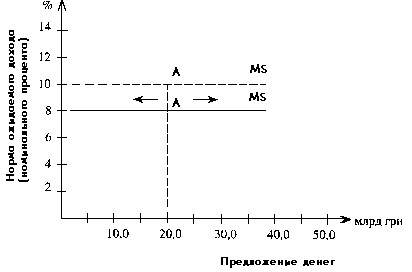 %
14
A MS
10
A MS
8
6
4
2
Норма ожидаемого дохода
(номинального процента)
10,0 20,0 30,0 40,0 50,0 млрд грн
Предложение денег